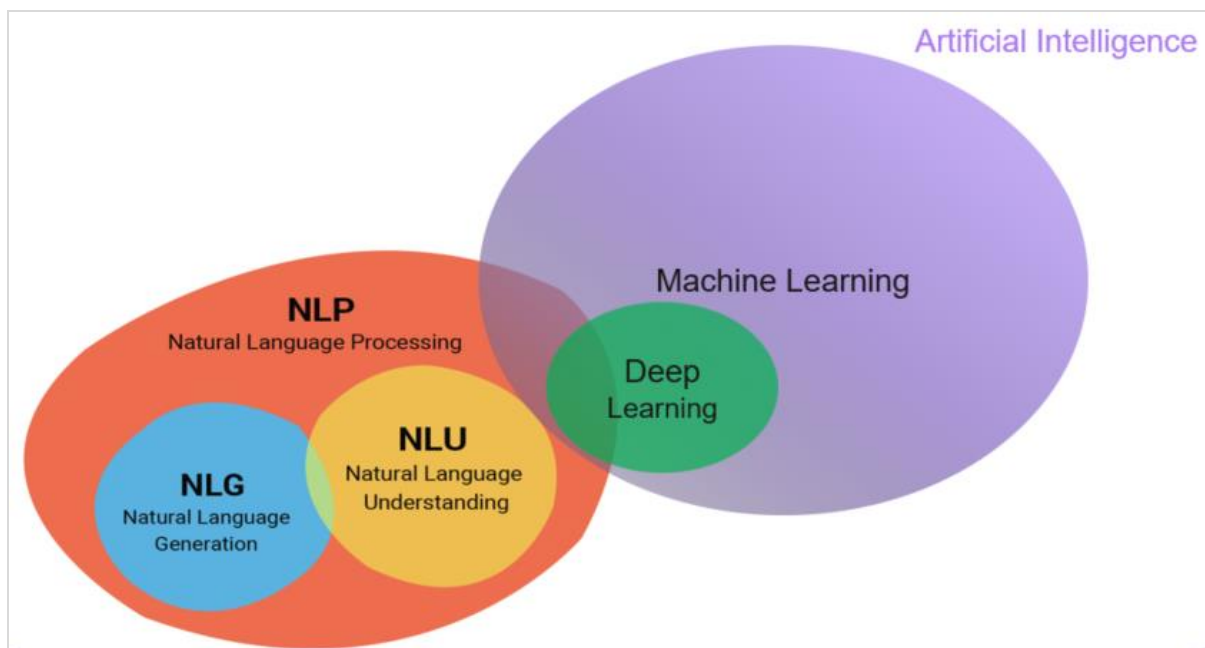 Artificial Intelligence
Machine Learning
NLP
Natural Language Processing
Deep
Learning
NLU
Natural Language
Understanding
NLG
Natural Language
Generation